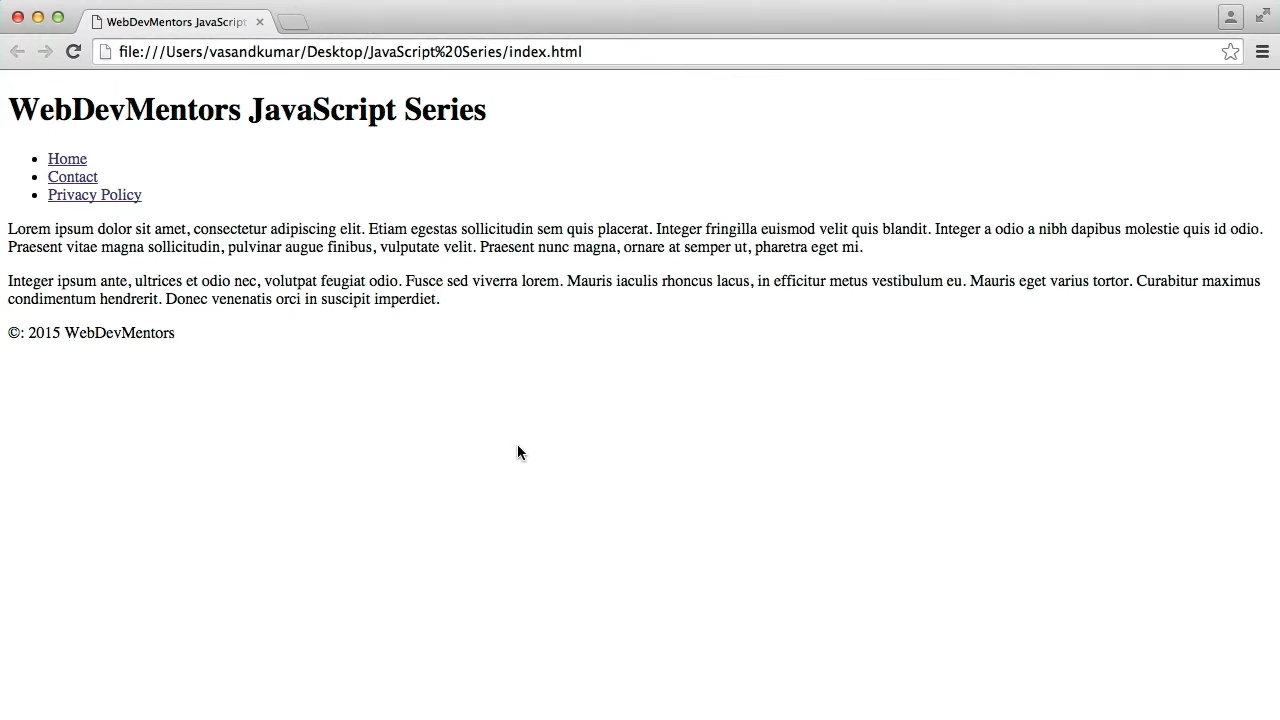 WebDevMentors JavaScript
file:///Users/vasandkumar/Desktop/JavaScript%20Series/index.html
WebDevMentors JavaScript Series
Home
Contact
Privacy Policy
Lorem ipsum dolor sit amet, consectetur adipiscing elit. Etiam egestas sollicitudin sem quis placerat. Integer fringilla euismod velit quis blandit. Integer a odio a nibh dapibus molestie quis id odio.
Praesent vitae magna sollicitudin, pulvinar augue finibus, vulputate velit. Praesent nunc magna, ornare at semper ut, pharetra eget mi.
Integer ipsum ante, ultrices et odio nec, volutpat feugiat odio. Fusce sed viverra lorem. Mauris iaculis rhoncus lacus, in efficitur metus vestibulum eu. Mauris eget varius tortor. Curabitur maximus
condimentum hendrerit. Donec venenatis orci in suscipit imperdiet.
©: 2015 WebDevMentors